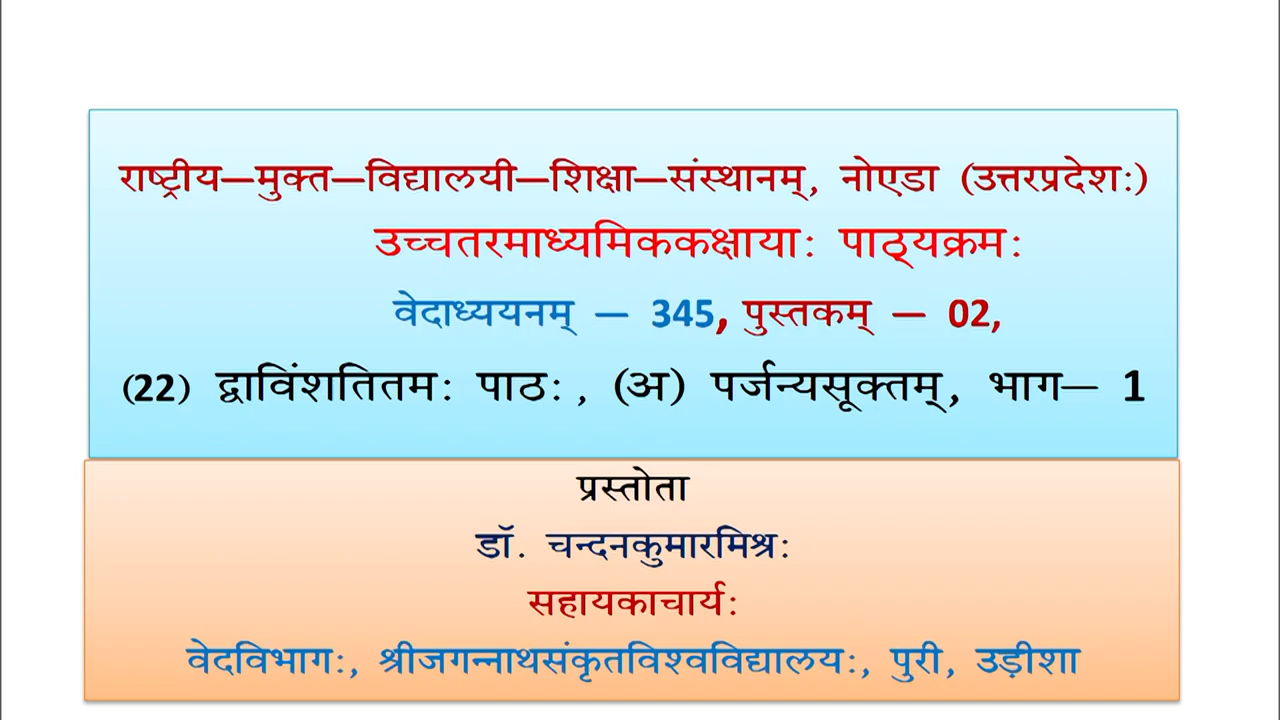 राष्ट्रीय—मुक्त—विद्यालयी—शिक्षा—संस्थानम्, नोएडा (उत्तरप्रदेशः)
उच्चतरमाध्यमिककक्षायाः पाठ्यक्रमः
वेदाध्ययनम् — 345, पुस्तकम् — 02,
(22) द्वाविंशतितमः पाठः, (अ) पर्जन्यसूक्तम्, भाग— 1
प्रस्तोता
डॉ. चन्दनकुमारमिश्रः
सहायकाचार्यः
वेदविभागः, श्रीजगन्नाथसंकृतविश्वविद्यालयः, पुरी, उड़ीशा